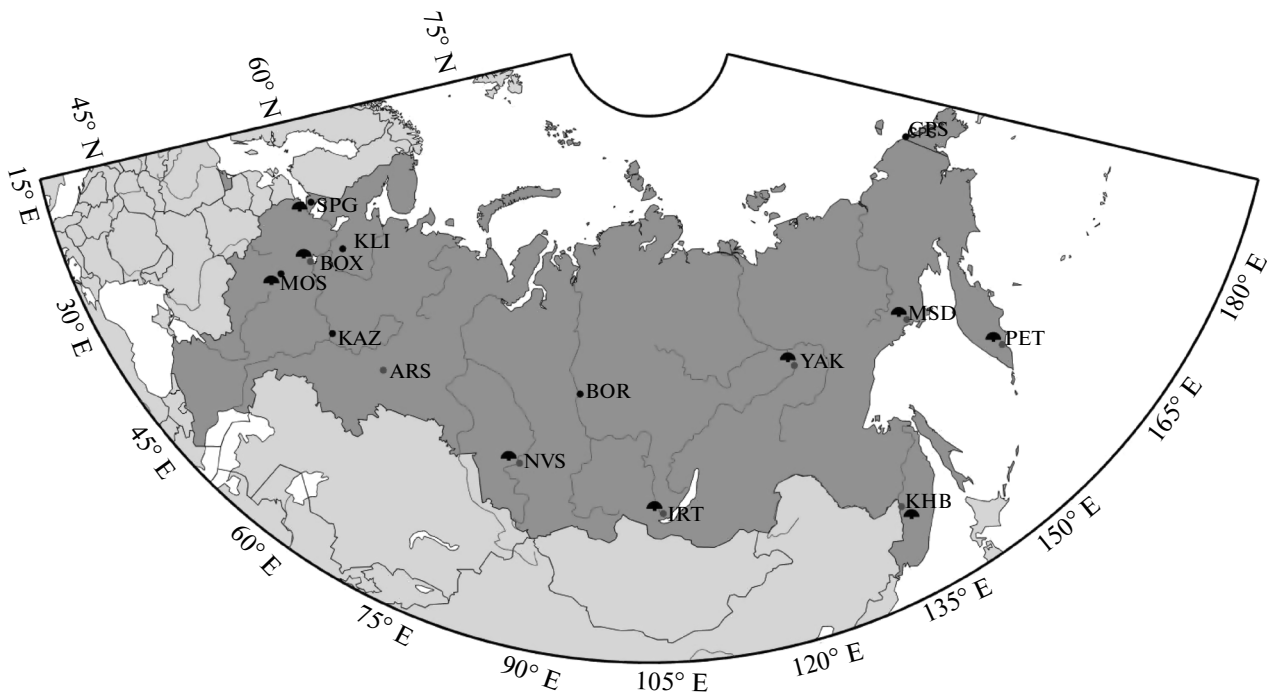 75° N
60° N
45° N
15° E
30° E
45° E
60° E
75° E
90° E
105° E
120° E
135° E
150° E
165° E
180° E
CPS
SPG
KLI
BOX
MOS
KAZ
ARS
BOR
NVS
IRT
YAK
MSD
PET
KHB